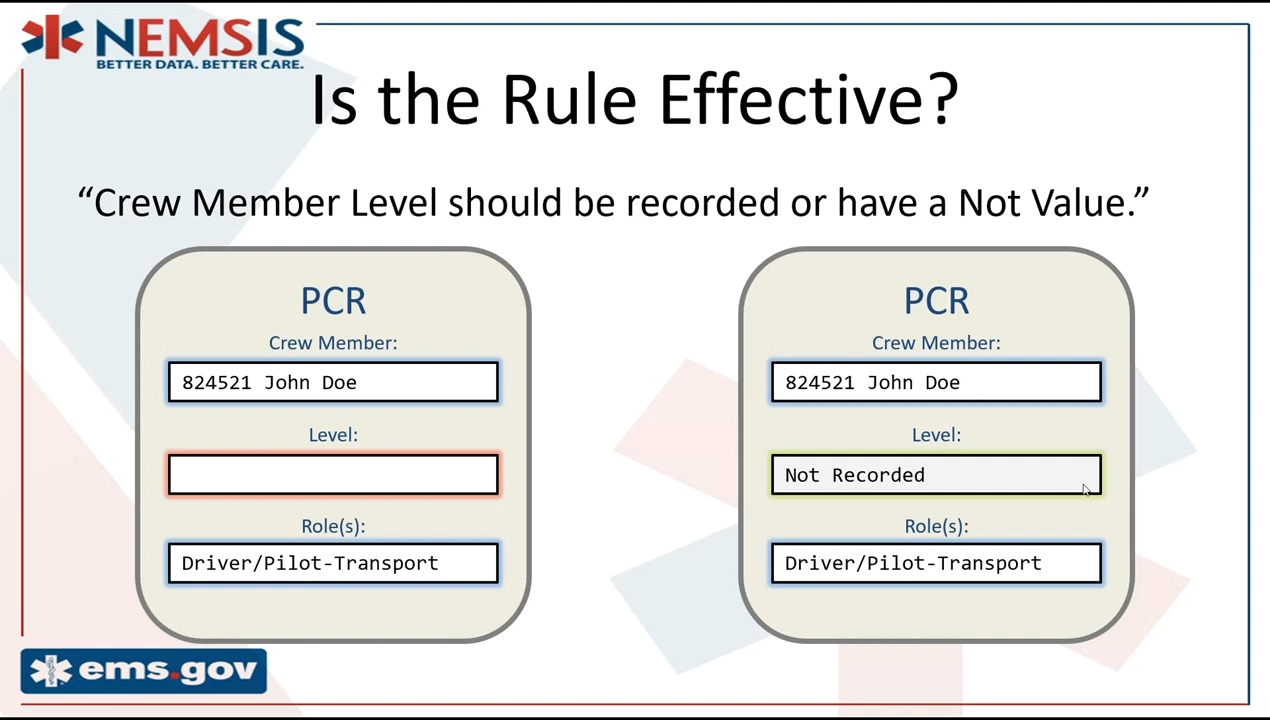 NEMSIS
BETTER DATA. BETTER CARE.
Is the Rule Effective?
“Crew Member Level should be recorded or have a Not Value.”
PCR
Crew Member:
824521 John Doe
Level:
Role(s):
Driver/Pilot-Transport
PCR
Crew Member:
824521 John Doe
Level:
Not Recorded
Role(s):
Driver/Pilot-Transport
ems.gov